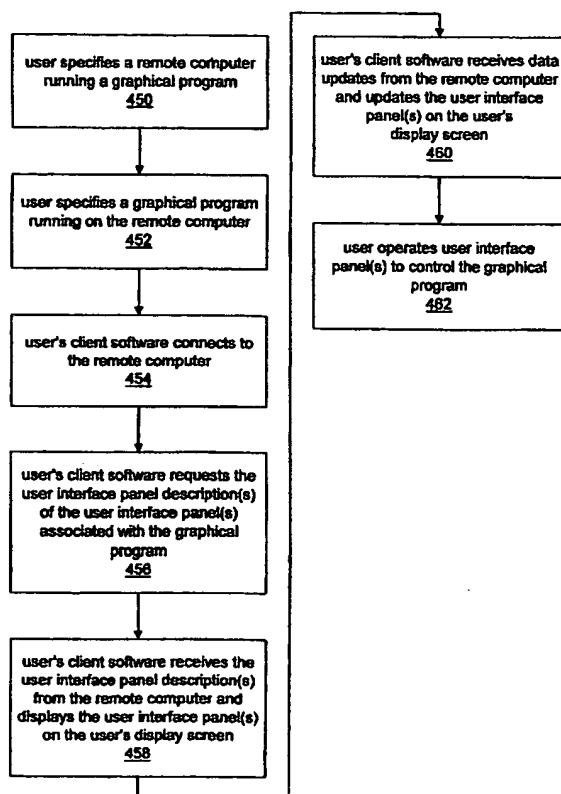 user specifies a remote computer
running a graphical program
450
user specifies a graphical program
running on the remote computer
452
user's client software connects to
the remote computer
454
user's client software requests the
user interface panel description(s)
of the user interface panel(s)
associated with the graphical
program
456
user's client software receives the
user interface panel description(s)
from the remote computer and
displays the user interface panel(s)
on the user's display screen
458
user's client software receives data
updates from the remote computer
and updates the user interface
panel(s) on the user's
display screen
460
user operates user interface
panel(s) to control the graphical
program
462